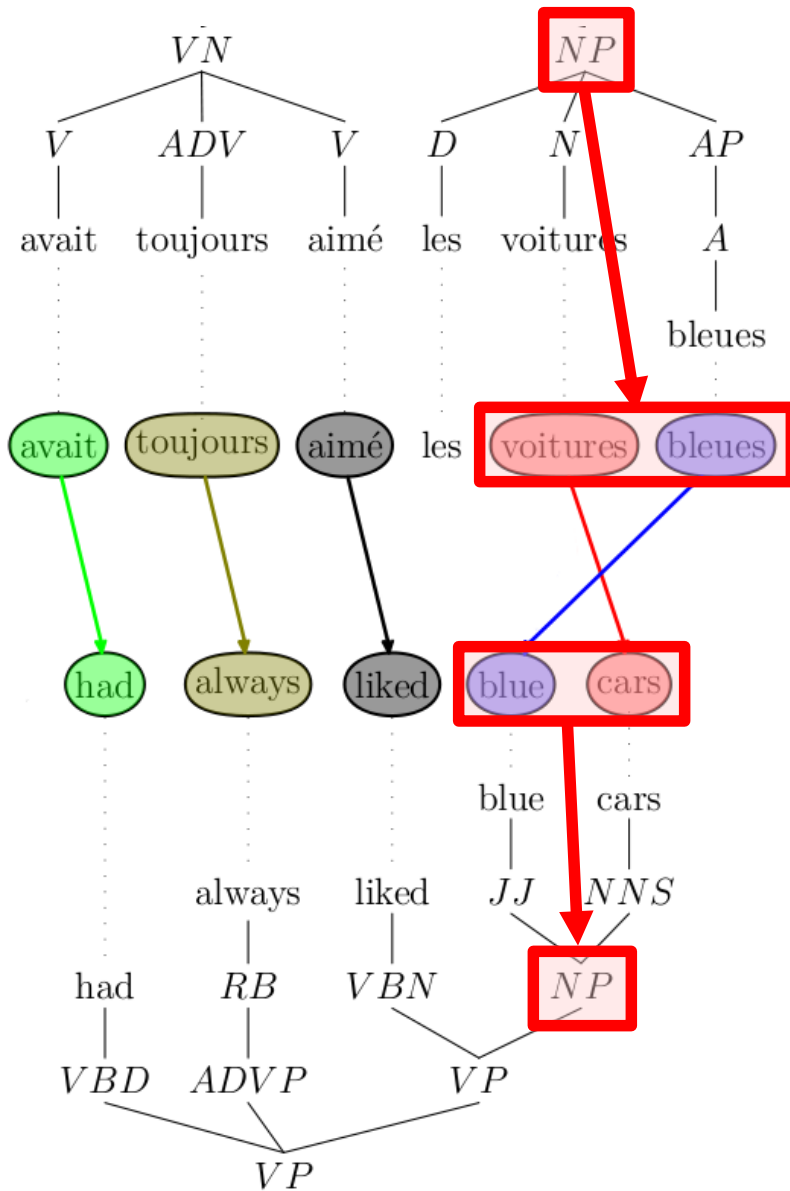 VN NP
V ADV V D N AP
avait toujours aimé les voitures A
bleues
avait toujours aimé les voitures bleues
had always liked blue cars
blue cars
always liked JJ NNS
had RB VBN NP
VBD ADVP VP
VP